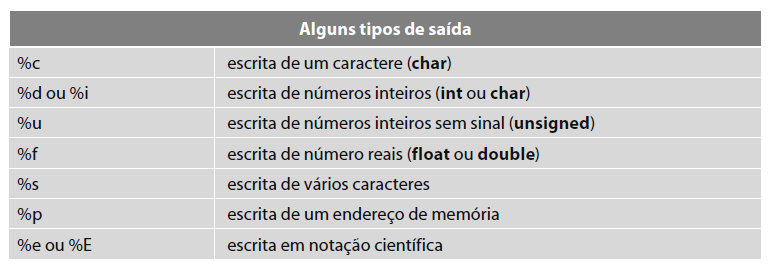 Alguns tipos de saída
%c escrita de um caractere (char)
%d ou %i escrita de números inteiros (int ou char)
%u escrita de números inteiros sem sinal (unsigned)
%f escrita de número reais (float ou double)
%s escrita de vários caracteres
%p escrita de um endereço de memória
%e ou %E escrita em notação científica